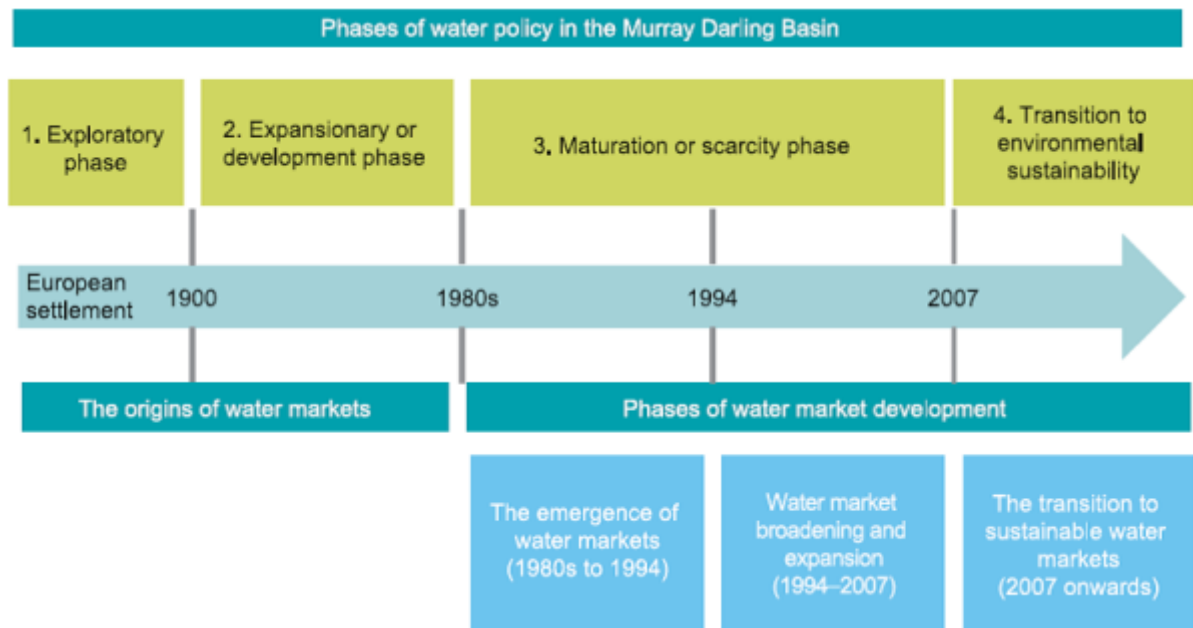 Phases of water policy in the Murray Darling Basin
1. Exploratory
phase
2. Expansionary or
development phase
3. Maturation or scarcity phase
4. Transition to
environmental
sustainability
European
settlement
1900
1980s
1994
2007
The origins of water markets
Phases of water market development
The emergence of
water markets
(1980s to 1994)
Water market
broadening and
expansion
(1994–2007)
The transition to
sustainable water
markets
(2007 onwards)